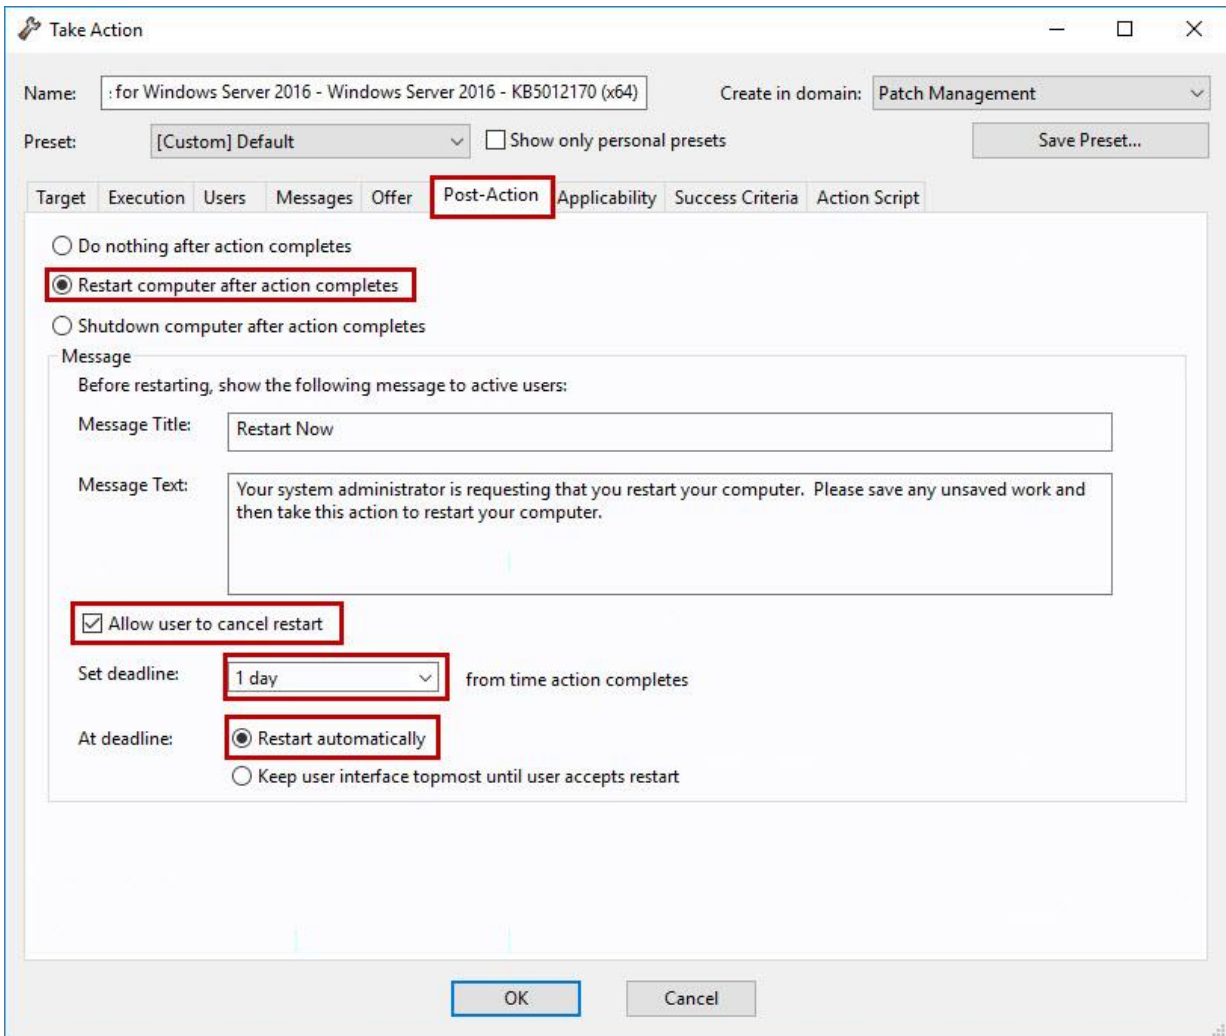 Take Action
Name: : for Windows Server 2016 - Windows Server 2016 - KB5012170 (x64) Create in domain: Patch Management
Preset: [Custom] Default Show only personal presets Save Preset...
Target Execution Users Messages Offer Post-Action Applicability Success Criteria Action Script
Do nothing after action completes
Restart computer after action completes
Shutdown computer after action completes
Message
Before restarting, show the following message to active users:
Message Title: Restart Now
Message Text: Your system administrator is requesting that you restart your computer. Please save any unsaved work and
then take this action to restart your computer.
Allow user to cancel restart
Set deadline: 1 day from time action completes
At deadline: Restart automatically
Keep user interface topmost until user accepts restart
OK Cancel